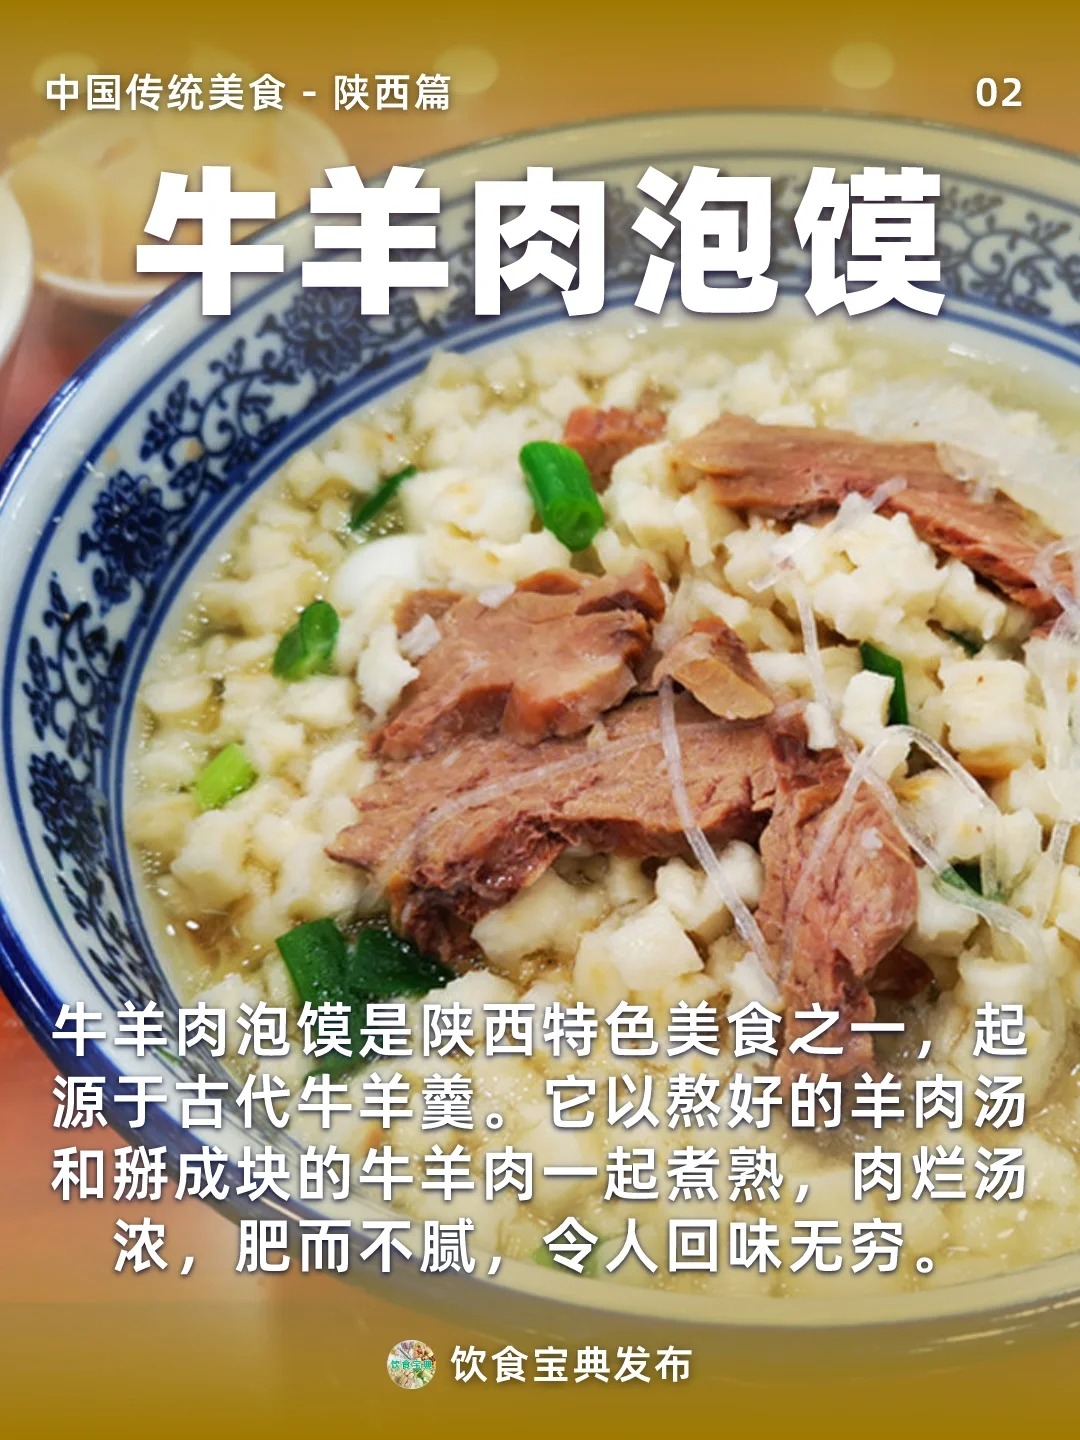 中国传统美食 - 陕西篇
02
牛羊肉泡馍
牛羊肉泡馍是陕西特色美食之一，起
源于古代牛羊羹。它以熬好的羊肉汤
和掰成块的牛羊肉一起煮熟，肉烂汤
浓，肥而不腻，令人回味无穷。
饮食宝典
饮食宝典发布